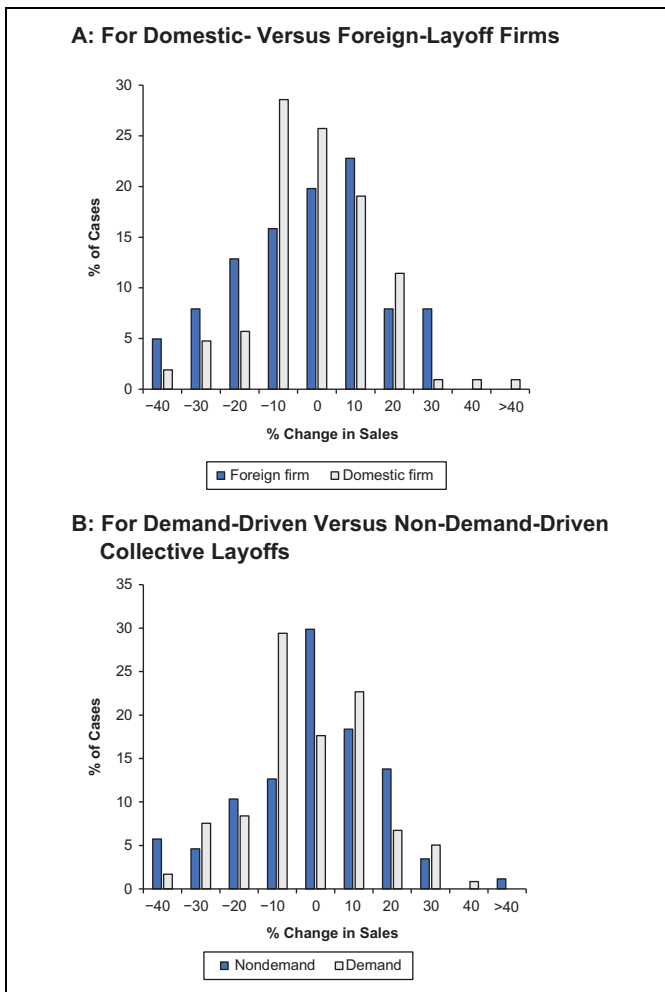 A: For Domestic- Versus Foreign-Layoff Firms
30
25
20
15
10
5
0
% of Cases
−40 −30 −20 −10 0 10 20 30 40 >40
% Change in Sales
Foreign firm Domestic firm
B: For Demand-Driven Versus Non-Demand-Driven
Collective Layoffs
35
30
25
20
15
10
5
0
% of Cases
−40 −30 −20 −10 0 10 20 30 40 >40
% Change in Sales
Nondemand Demand